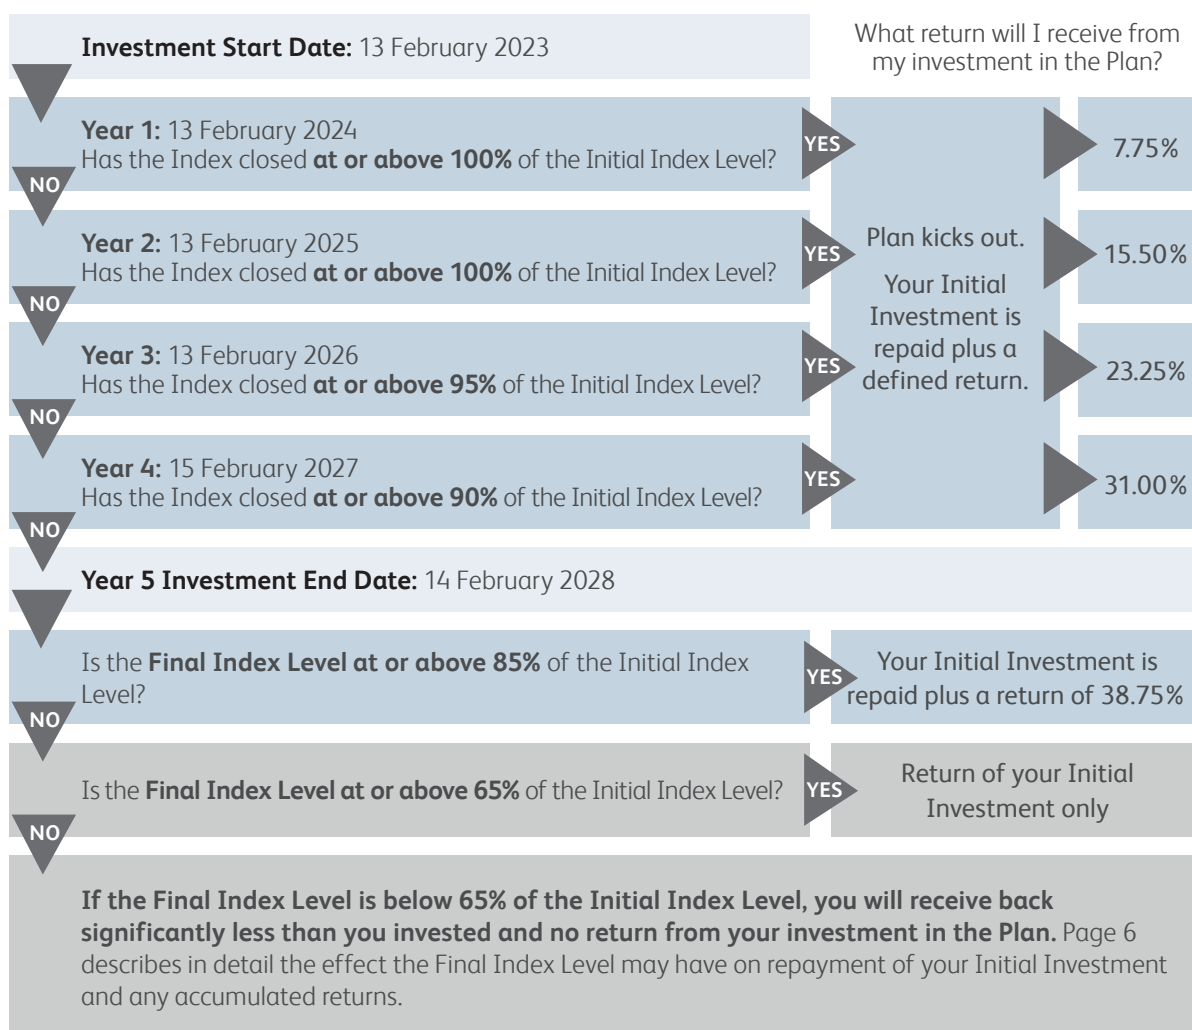 Investment Start Date: 13 February 2023
What return will I receive from
my investment in the Plan?
Year 1: 13 February 2024
Has the Index closed at or above 100% of the Initial Index Level?
YES
7.75%
NO
Year 2: 13 February 2025
Has the Index closed at or above 100% of the Initial Index Level?
YES
Plan kicks out.
Your Initial
Investment is
repaid plus a
defined return.
15.50%
NO
Year 3: 13 February 2026
Has the Index closed at or above 95% of the Initial Index Level?
YES
23.25%
NO
Year 4: 15 February 2027
Has the Index closed at or above 90% of the Initial Index Level?
YES
31.00%
NO
Year 5 Investment End Date: 14 February 2028
Is the Final Index Level at or above 85% of the Initial Index
Level?
YES
Your Initial Investment is
repaid plus a return of 38.75%
NO
Is the Final Index Level at or above 65% of the Initial Index Level?
YES
Return of your Initial
Investment only
NO
If the Final Index Level is below 65% of the Initial Index Level, you will receive back
significantly less than you invested and no return from your investment in the Plan. Page 6
describes in detail the effect the Final Index Level may have on repayment of your Initial Investment
and any accumulated returns.